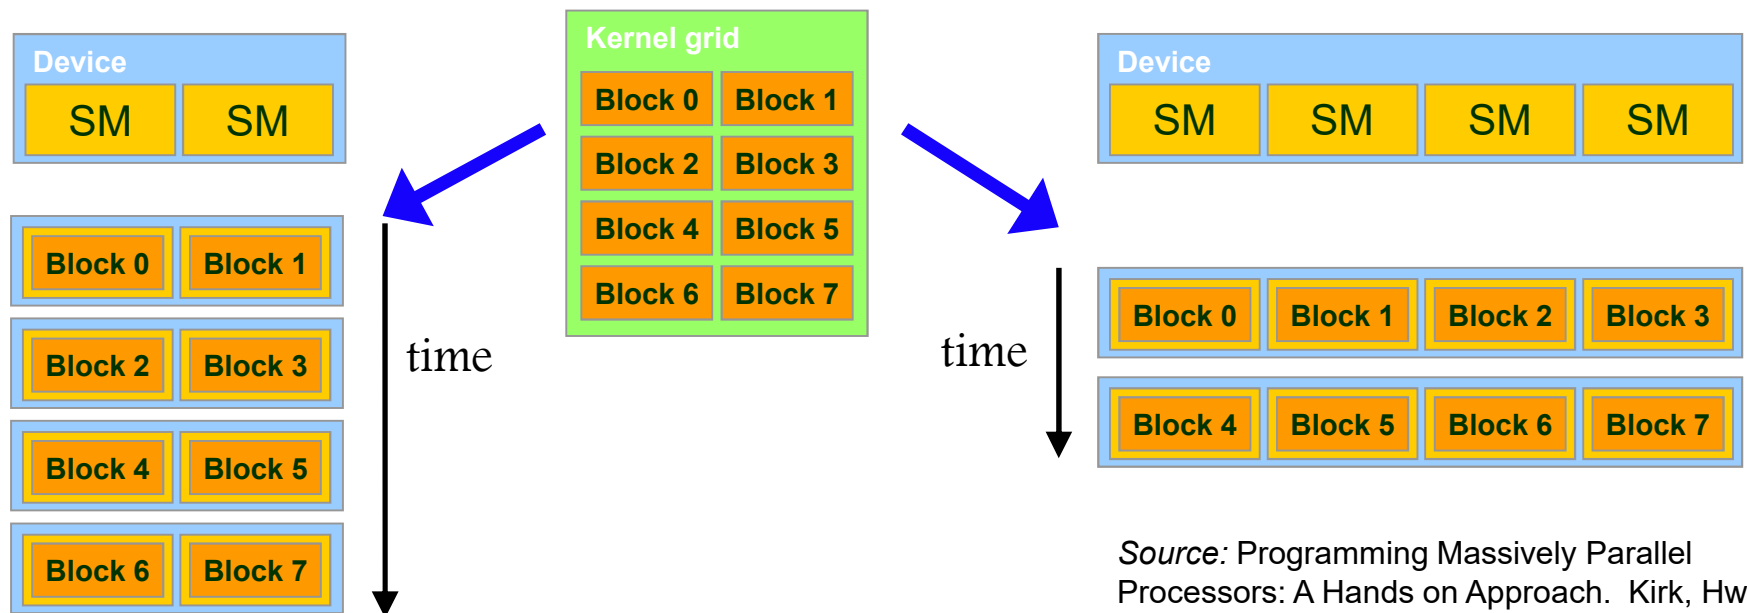 Device
SM SM
Block 0 Block 1
Block 2 Block 3
Block 4 Block 5
Block 6 Block 7
time
Kernel grid
Block 0 Block 1
Block 2 Block 3
Block 4 Block 5
Block 6 Block 7
Device
SM SM SM SM
time
Block 0 Block 1 Block 2 Block 3
Block 4 Block 5 Block 6 Block 7
Source: Programming Massively Parallel
Processors: A Hands on Approach. Kirk, Hw